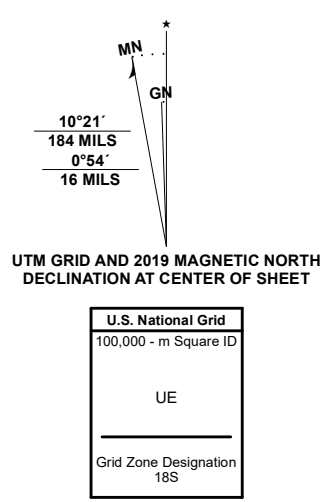 ★
MN
GN
10°21´
184 MILS
0°54´
16 MILS
UTM GRID AND 2019 MAGNETIC NORTH
DECLINATION AT CENTER OF SHEET
U.S. National Grid
100,000 - m Square ID
UE
Grid Zone Designation
18S